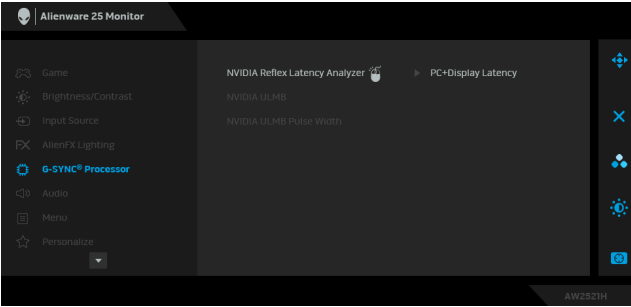 Alienware 25 Monitor
Game
NVIDIA Reflex Latency Analyzer PC+Display Latency
Brightness/Contrast
NVIDIA ULMB
Input Source
NVIDIA ULMB Pulse Width
FX AlienFX Lighting
G-SYNC® Processor
Audio
Menu
Personalize
AW2521H